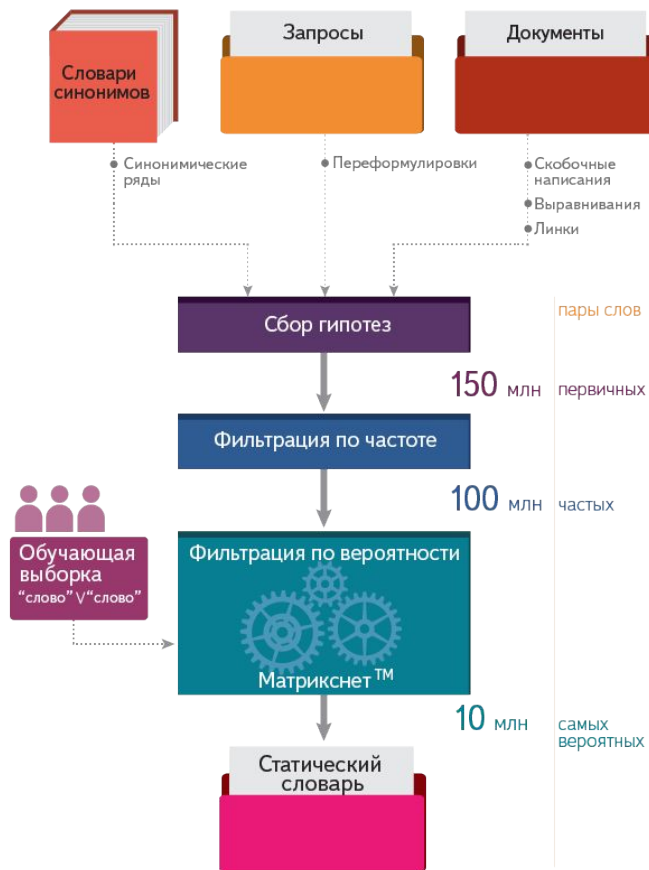 Словари
синонимов
Запросы
Документы
Синонимические
ряды
Переформулировки
Скобочные
написания
Выравнивания
Линки
Сбор гипотез
пары слов
150 млн первичных
Фильтрация по частоте
100 млн частых
Обучающая
выборка
“слово” V “слово”
Фильтрация по вероятности
Матрикснет™
10 млн самых
вероятных
Статический
словарь